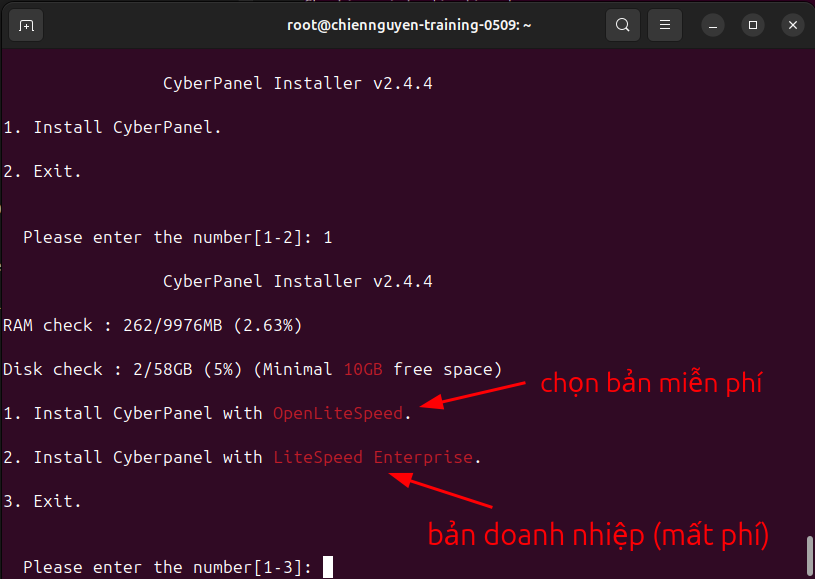 root@chiennguyen-training-0509: ~
CyberPanel Installer v2.4.4
1. Install CyberPanel.
2. Exit.
Please enter the number[1-2]: 1
CyberPanel Installer v2.4.4
RAM check : 262/9976MB (2.63%)
Disk check : 2/58GB (5%) (Minimal 10GB free space)
chọn bản miễn phí
1. Install CyberPanel with OpenLiteSpeed.
2. Install Cyberpanel with LiteSpeed Enterprise.
3. Exit.
bản doanh nhiệp (mất phí)
Please enter the number[1-3]: